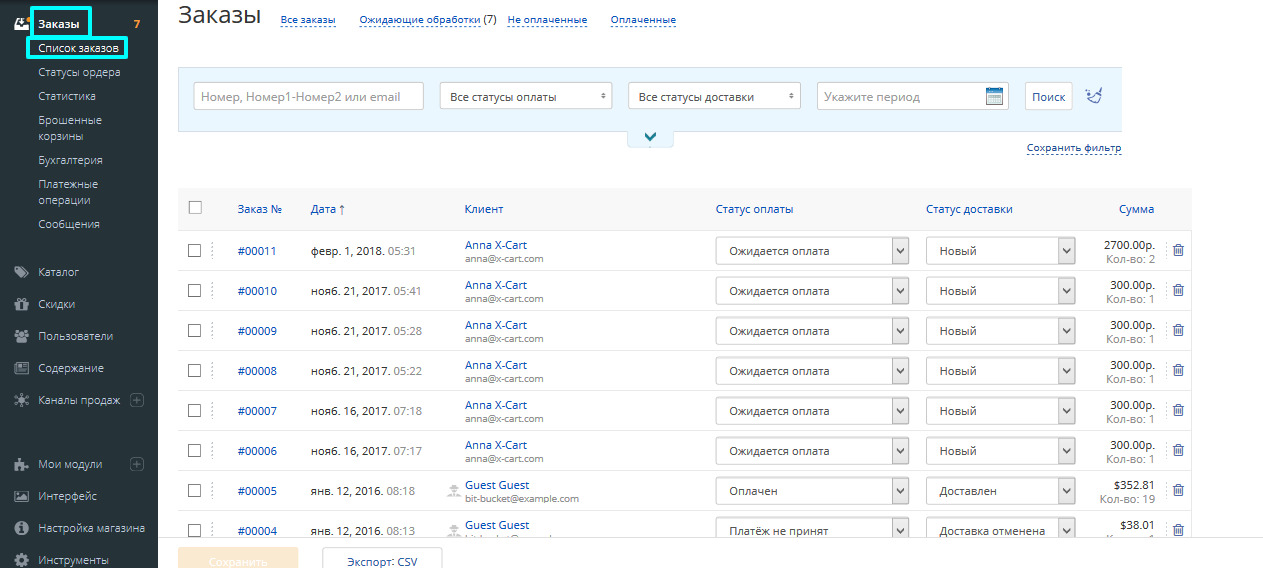 Заказы 7
Список заказов
Статусы ордера
Статистика
Брошенные
корзины
Бухгалтерия
Платежные
операции
Сообщения
Каталог
Скидки
Пользователи
Содержание
Каналы продаж
Мои модули
Интерфейс
Настройка магазина
Инструменты
Заказы Все заказы Ожидающие обработки (7) Не оплаченные Оплаченные
Номер, Номер1-Номер2 или email Все статусы оплаты Все статусы доставки Укажите период Поиск
Сохранить фильтр
Заказ № Дата ↑ Клиент Статус оплаты Статус доставки Сумма
#00011 февр. 1, 2018. 05:31 Anna X-Cart Ожидается оплата Новый 2700.00р.
anna@x-cart.com Кол-во: 2
#00010 нояб. 21, 2017. 05:41 Anna X-Cart Ожидается оплата Новый 300.00р.
anna@x-cart.com Кол-во: 1
#00009 нояб. 21, 2017. 05:28 Anna X-Cart Ожидается оплата Новый 300.00р.
anna@x-cart.com Кол-во: 1
#00008 нояб. 21, 2017. 05:22 Anna X-Cart Ожидается оплата Новый 300.00р.
anna@x-cart.com Кол-во: 1
#00007 нояб. 16, 2017. 07:18 Anna X-Cart Ожидается оплата Новый 300.00р.
anna@x-cart.com Кол-во: 1
#00006 нояб. 16, 2017. 07:17 Anna X-Cart Ожидается оплата Новый 300.00р.
anna@x-cart.com Кол-во: 1
#00005 янв. 12, 2016. 08:18 Guest Guest Оплачен Доставлен $352.81
bit-bucket@example.com Кол-во: 19
#00004 янв. 12, 2016. 08:13 Guest Guest Платёж не принят Доставка отменена $38.01
Сохранить Экспорт: CSV